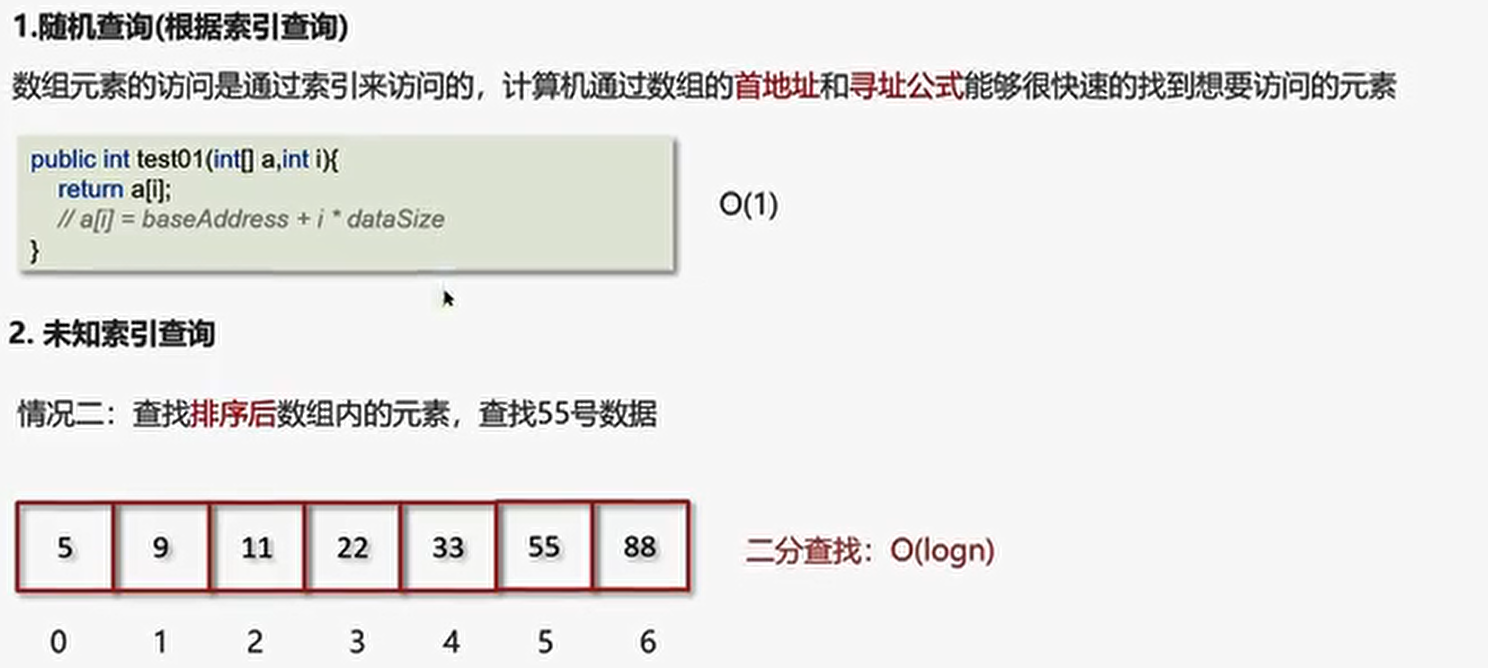 1.随机查询(根据索引查询)
数组元素的访问是通过索引来访问的，计算机通过数组的首地址和寻址公式能够很快速的找到想要访问的元素
public int test01(int[] a,int i){
return a[i];
// a[i] = baseAddress + i * dataSize
}
O(1)
2. 未知索引查询
情况二：查找排序后数组内的元素，查找55号数据
5 9 11 22 33 55 88
二分查找：O(logn)
0 1 2 3 4 5 6